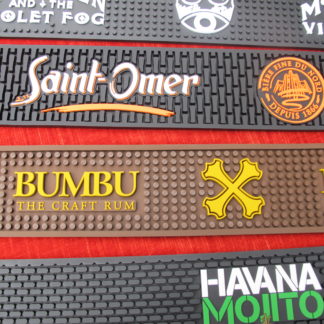 AND THE
OLET FOG
Saint-Omer
BIÈRE FINE DU NORD
DEPUIS 1866
BUMBU
THE CRAFT RUM
HAVANA
MOJITO